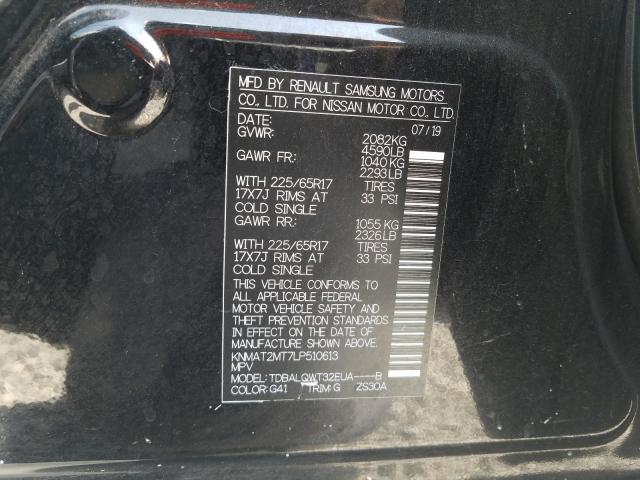 MFD BY RENAULT SAMSUNG MOTORS
CO., LTD. FOR NISSAN MOTOR CO., LTD.
DATE: 07/19
GVWR: 2082KG
4590LB
GAWR FR: 1040KG
2293LB
WITH 225/65R17 TIRES
17X7J RIMS AT 33 PSI
COLD SINGLE
GAWR RR: 1055 KG
2326LB
WITH 225/65R17 TIRES
17X7J RIMS AT 33 PSI
COLD SINGLE
THIS VEHICLE CONFORMS TO
ALL APPLICABLE FEDERAL
MOTOR VEHICLE SAFETY AND
THEFT PREVENTION STANDARDS
IN EFFECT ON THE DATE OF
MANUFACTURE SHOWN ABOVE.
KNMAT2MT7LP510613
MPV
MODEL: TDBALQWT32EUA----B
COLOR: G41 TRIM: G ZS30A